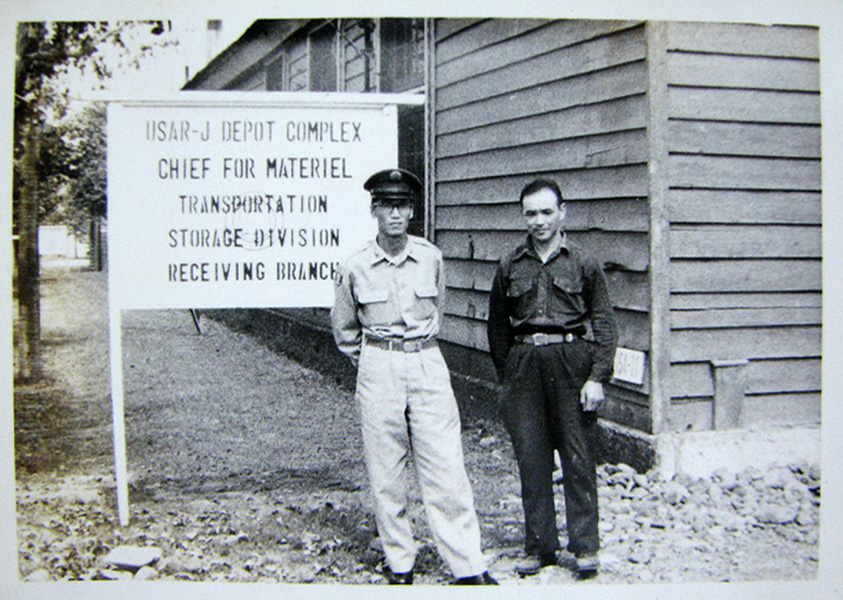 USAR-J DEPOT COMPLEX
CHIEF FOR MATERIEL
TRANSPORTATION
STORAGE DIVISION
RECEIVING BRANCH